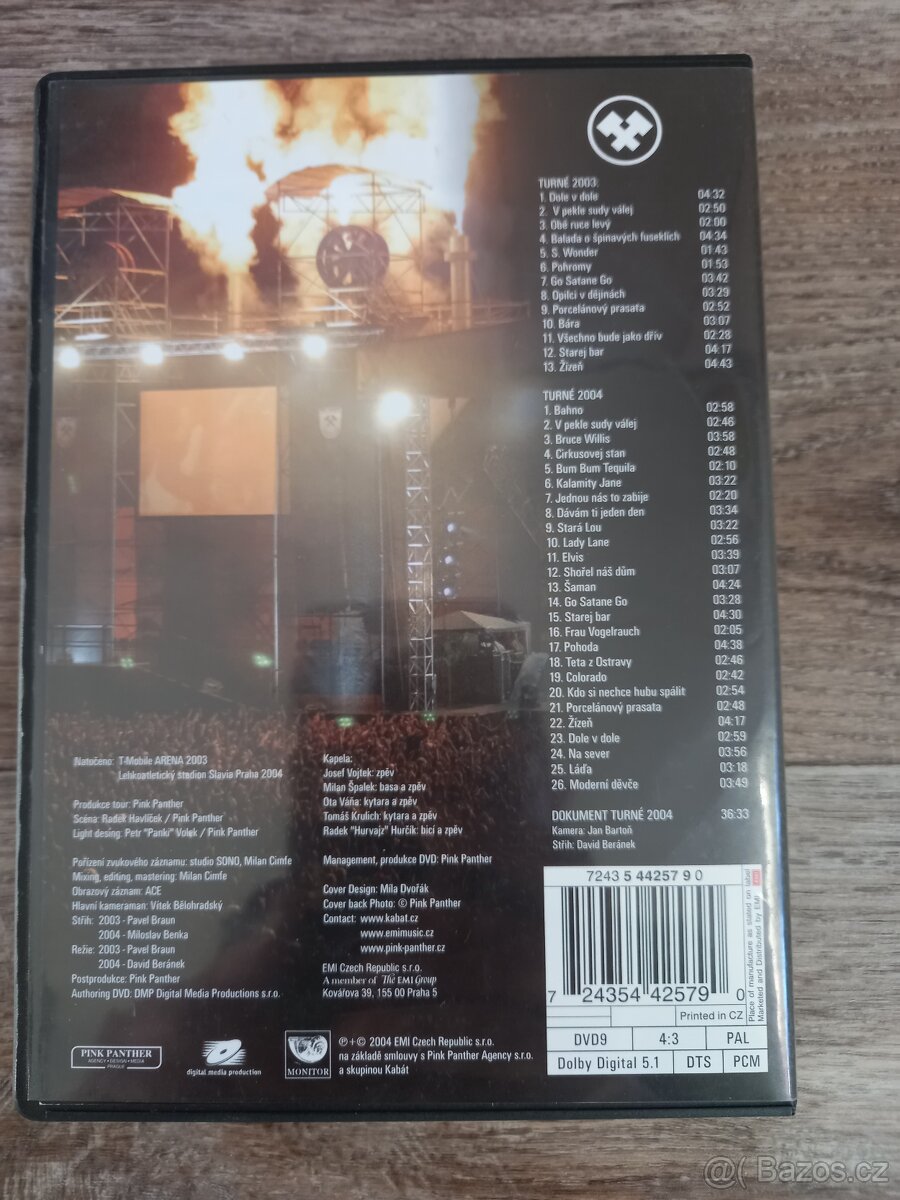 TURNÉ 2003:
1. Dole v dole 04:32
2. V pekle sudy válej 02:50
3. Obě ruce levý 02:00
4. Balada o špinavých fuseklích 04:34
5. S. Wonder 01:43
6. Pohromy 01:53
7. Go Satane Go 03:42
8. Opilci v dějinách 03:29
9. Porcelánový prasata 02:52
10. Bára 03:07
11. Všechno bude jako dřív 02:28
12. Starej bar 04:17
13. Žízeň 04:43
TURNÉ 2004
1. Bahno 02:58
2. V pekle sudy válej 02:46
3. Bruce Willis 03:58
4. Cirkusovej stan 02:48
5. Bum Bum Tequila 02:10
6. Kalamity Jane 03:22
7. Jednou nás to zabije 02:20
8. Dávám ti jeden den 03:34
9. Stará Lou 03:22
10. Lady Lane 02:56
11. Elvis 03:39
12. Shořel náš dům 03:07
13. Šaman 04:24
14. Go Satane Go 03:28
15. Starej bar 04:30
16. Frau Vogelrauch 02:05
17. Pohoda 04:38
18. Teta z Ostravy 02:46
19. Colorado 02:42
20. Kdo si nechce hubu spálit 02:54
21. Porcelánový prasata 02:48
22. Žízeň 04:17
23. Dole v dole 02:59
24. Na sever 03:56
25. Láďa 03:18
26. Moderní děvče 03:49
DOKUMENT TURNÉ 2004 36:33
Kamera: Jan Bartoň
Střih: David Beránek
Natočeno: T-Mobile ARENA 2003
Lehkoatletický stadion Slavia Praha 2004
Produkce tour: Pink Panther
Scéna: Radek Havlíček / Pink Panther
Light desing: Petr "Panki" Volek / Pink Panther
Pořízení zvukového záznamu: studio SONO, Milan Cimfe
Mixing, editing, mastering: Milan Cimfe
Obrazový záznam: ACE
Hlavní kameraman: Vítek Bělohradský
Střih: 2003 - Pavel Braun
2004 - Miloslav Benka
Režie: 2003 - Pavel Braun
2004 - David Beránek
Postprodukce: Pink Panther
Authoring DVD: DMP Digital Media Productions s.r.o.
Kapela:
Josef Vojtek: zpěv
Milan Špalek: basa a zpěv
Ota Váňa: kytara a zpěv
Tomáš Krulich: kytara a zpěv
Radek "Hurvajz" Hurčík: bicí a zpěv
Management, produkce DVD: Pink Panther
Cover Design: Míla Dvořák
Cover back Photo: © Pink Panther
Contact: www.kabat.cz
www.emimusic.cz
www.pink-panther.cz
EMI Czech Republic s.r.o.
A member of The EMI Group
Kovářova 39, 155 00 Praha 5
PINK PANTHER
AGENCY • DESIGN • MEDIA
PRAGUE
digital media production
MONITOR
℗ + © 2004 EMI Czech Republic s.r.o.
na základě smlouvy s Pink Panther Agency s.r.o.
a skupinou Kabát
7243 5 44257 9 0
7 24354 42579 0
Place of manufacture as stated on label
Marketed and Distributed by EMI
EMI
Printed in CZ
DVD9 4:3 PAL
Dolby Digital 5.1 DTS PCM
@( Bazos.cz